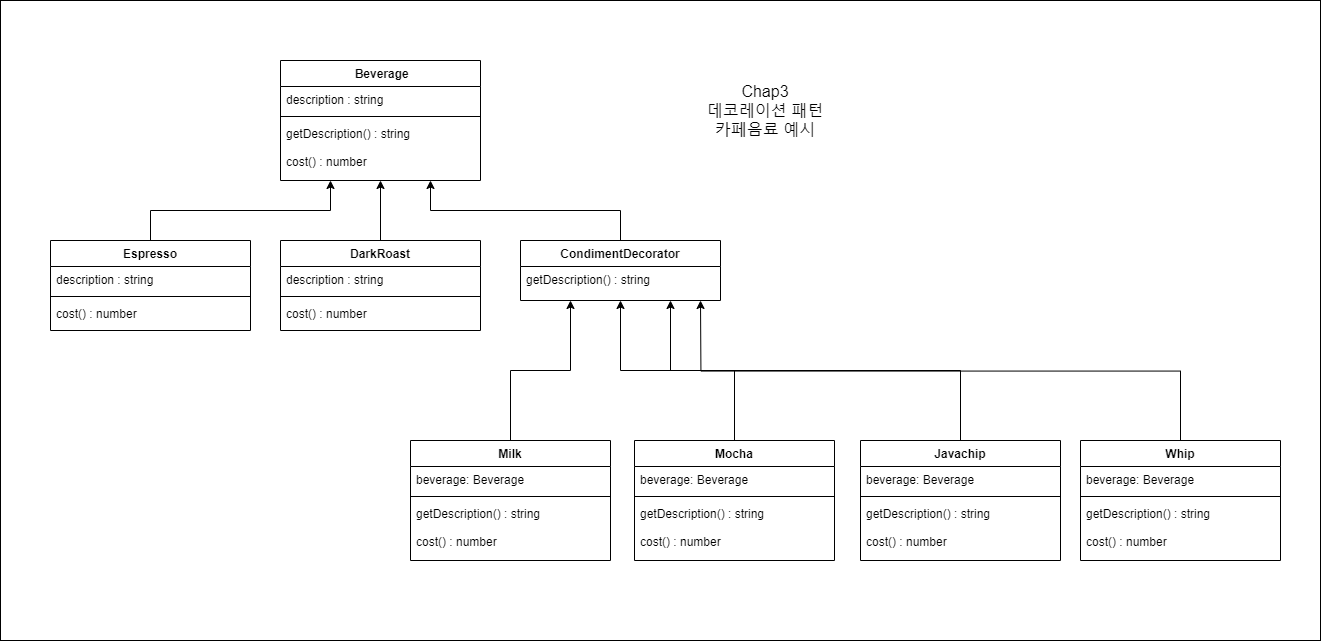 Beverage
description : string
getDescription() : string
cost() : number
Chap3
데코레이션 패턴
카페음료 예시
Espresso
description : string
cost() : number
DarkRoast
description : string
cost() : number
CondimentDecorator
getDescription() : string
Milk
beverage: Beverage
getDescription() : string
cost() : number
Mocha
beverage: Beverage
getDescription() : string
cost() : number
Javachip
beverage: Beverage
getDescription() : string
cost() : number
Whip
beverage: Beverage
getDescription() : string
cost() : number